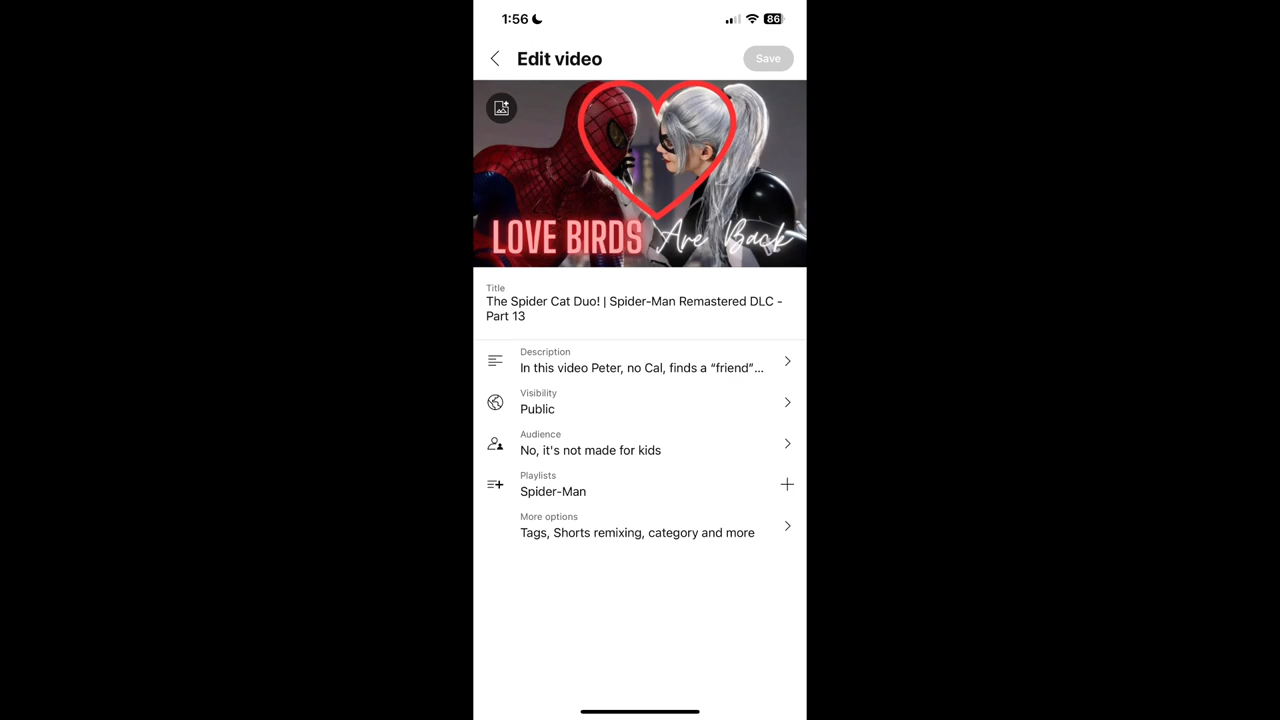 1:56
86
Edit video
Save
LOVE BIRDS Are Back
Title
The Spider Cat Duo! | Spider-Man Remastered DLC -
Part 13
Description
In this video Peter, no Cal, finds a “friend”...
Visibility
Public
Audience
No, it's not made for kids
Playlists
Spider-Man
More options
Tags, Shorts remixing, category and more